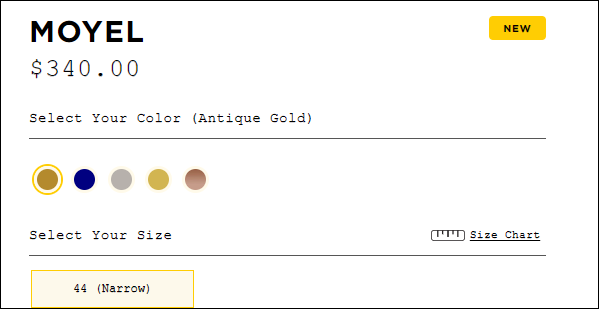 MOYEL
NEW
$340.00
Select Your Color (Antique Gold)
Select Your Size
Size Chart
44 (Narrow)